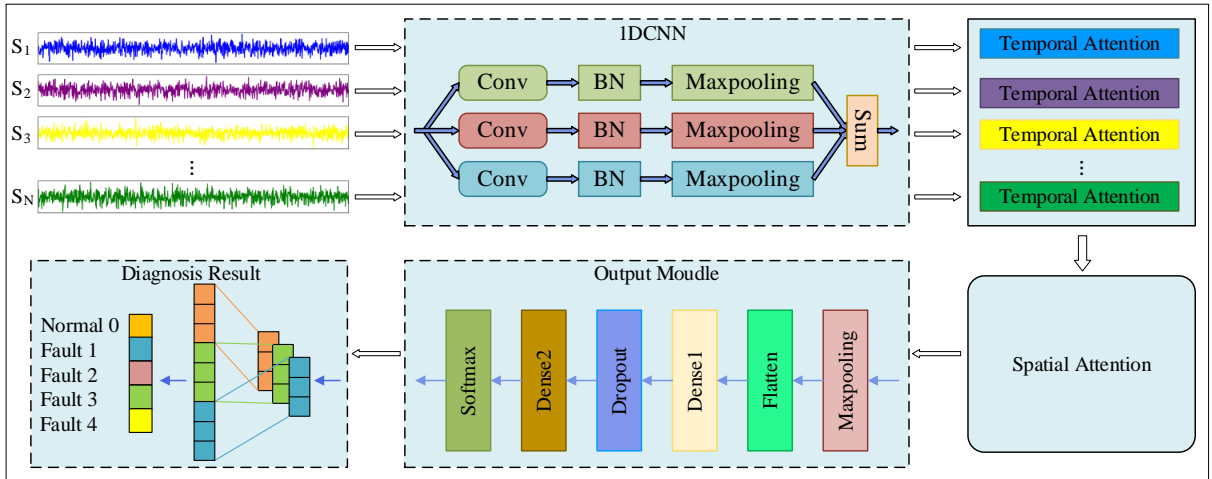 S1
S2
S3
⋮
SN
1DCNN
Conv BN Maxpooling
Conv BN Maxpooling
Conv BN Maxpooling
Sum
Temporal Attention
Temporal Attention
Temporal Attention
⋮
Temporal Attention
Spatial Attention
Output Moudle
Maxpooling
Flatten
Dense1
Dropout
Dense2
Softmax
Diagnosis Result
Normal 0
Fault 1
Fault 2
Fault 3
Fault 4